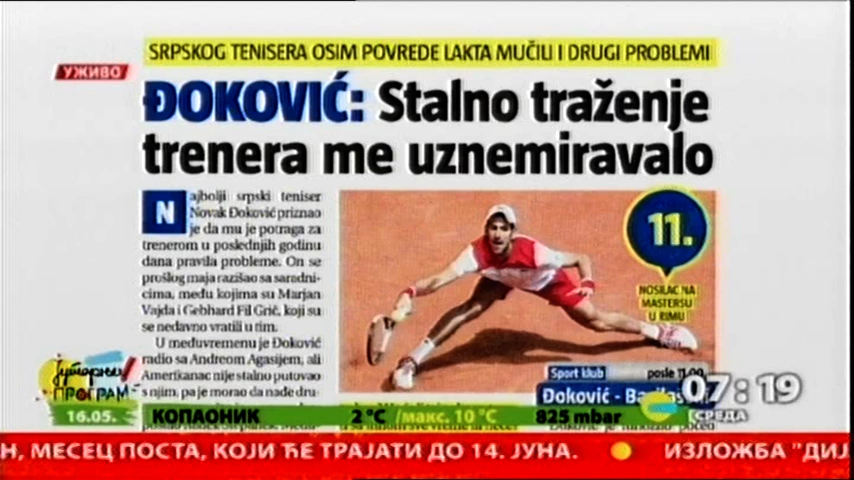 SRPSKOG TENISERA OSIM POVREDE LAKTA MUČILI I DRUGI PROBLEMI
УЖИВО
ĐOKOVIĆ: Stalno traženje
trenera me uznemiravalo
Najbolji srpski teniser
Novak Đoković priznao
je da mu je potraga za
trenerom u poslednjih godinu
dana pravila probleme. On se
prošlog maja razišao sa saradni-
cima, među kojima su Marjan
Vajda i Gebhard Fil Grič, koji su
se nedavno vratili u tim.
U međuvremenu je Đoković
radio sa Andreom Agasijem, ali
Amerikanac nije stalno putovao
s njim, pa je morao da nađe dru-
11.
NOSILAC NA
MASTERSU
U RIMU
Sport klub posle 11.00
Đoković -
Јутарњи
ПРОГРАМ
07:19
СРЕДА
16.05. КОПАОНИК 2°C /макс. 10°C 825 mbar
Н, МЕСЕЦ ПОСТА, КОЈИ ЋЕ ТРАЈАТИ ДО 14. ЈУНА. ИЗЛОЖБА "ДИЈ